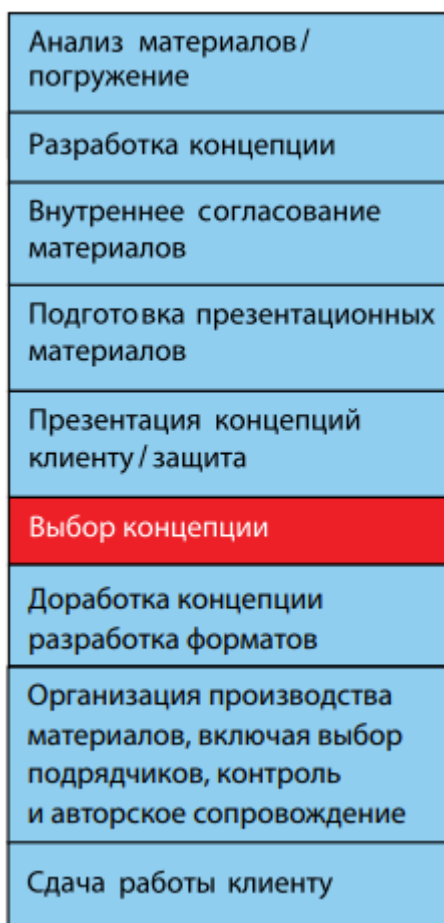 Анализ материалов/
погружение
Разработка концепции
Внутреннее согласование
материалов
Подготовка презентационных
материалов
Презентация концепций
клиенту / защита
Выбор концепции
Доработка концепции
разработка форматов
Организация производства
материалов, включая выбор
подрядчиков, контроль
и авторское сопровождение
Сдача работы клиенту